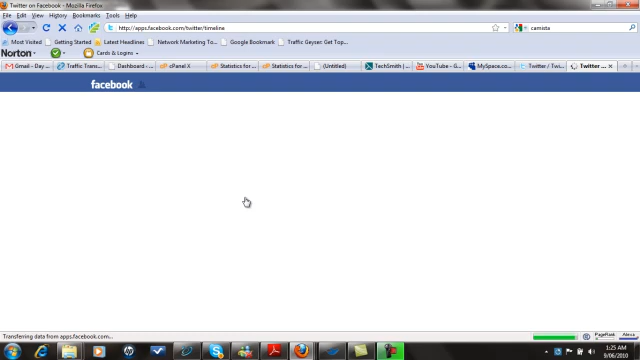 Twitter on Facebook - Mozilla Firefox
File Edit View History Bookmarks Tools Help
http://apps.facebook.com/twitter/timeline
camista
Most Visited Getting Started Latest Headlines Network Marketing To... Google Bookmark Traffic Geyser: Get Top...
Norton Cards & Logins
Gmail - Day ... Traffic Trans... Dashboard - ... cPanel X Statistics for ... Statistics for ... (Untitled) TechSmith | ... YouTube - G... MySpace.co... Twitter / Twi... Twitter ...
facebook
Transferring data from apps.facebook.com...
PageRank Alexa
1:25 AM
9/06/2010